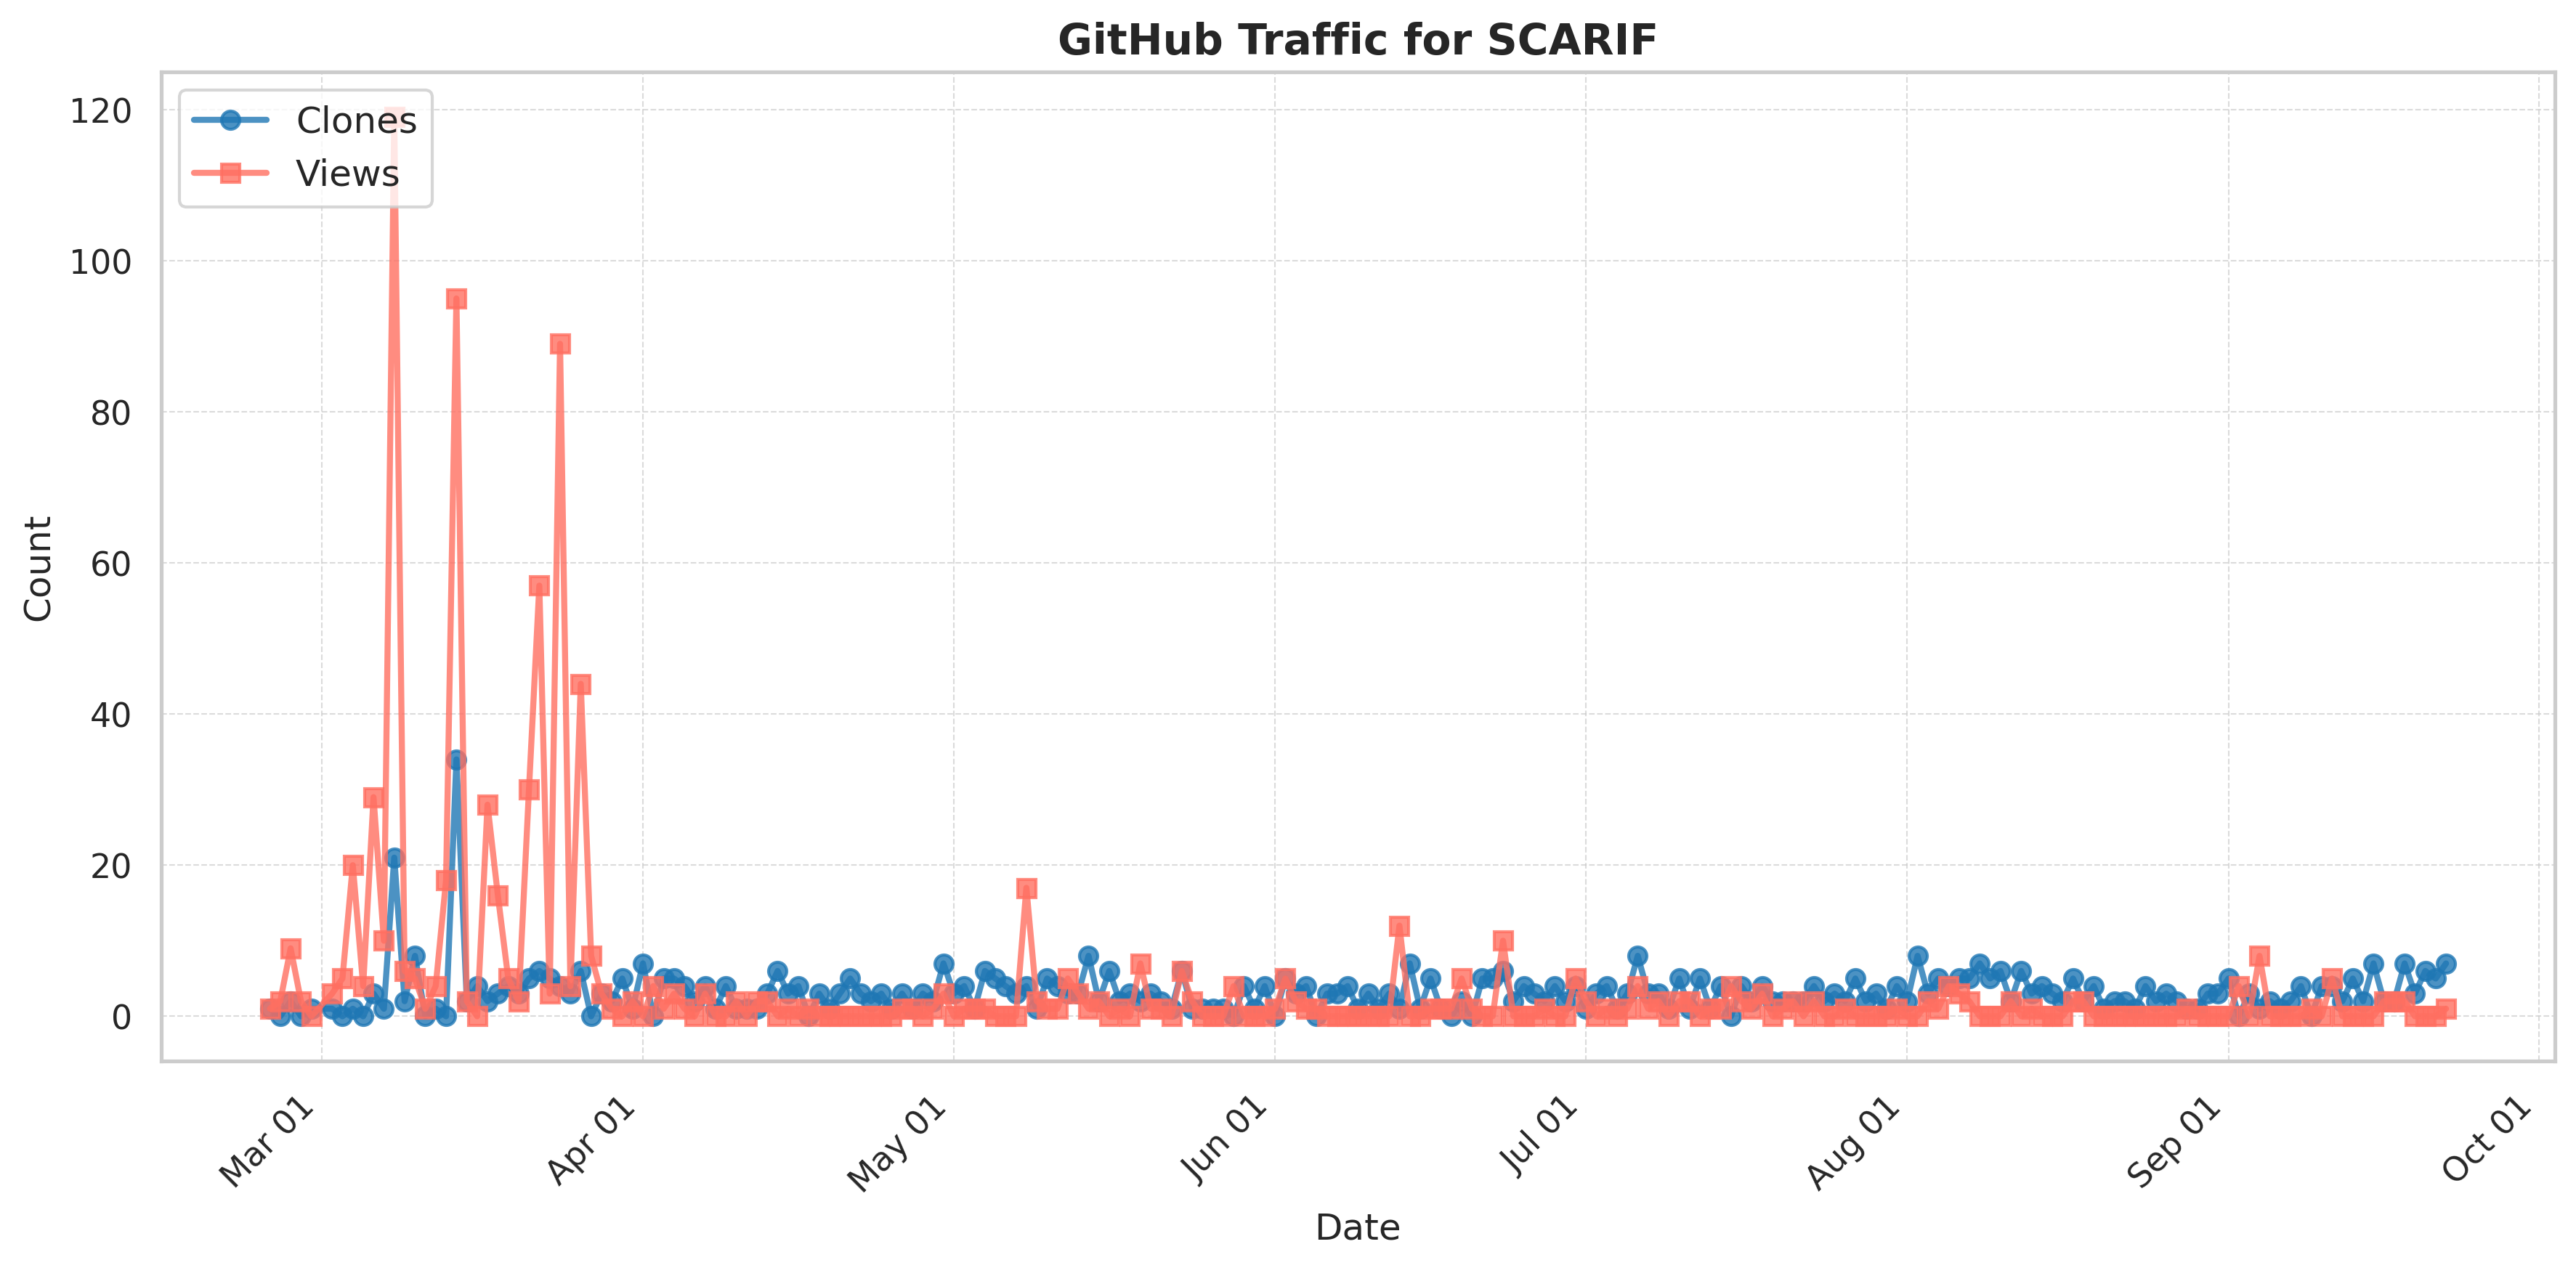 GitHub Traffic for SCARIF
Clones
Views
120
100
80
60
40
20
0
Count
Mar 01
Apr 01
May 01
Jun 01
Jul 01
Aug 01
Sep 01
Oct 01
Date